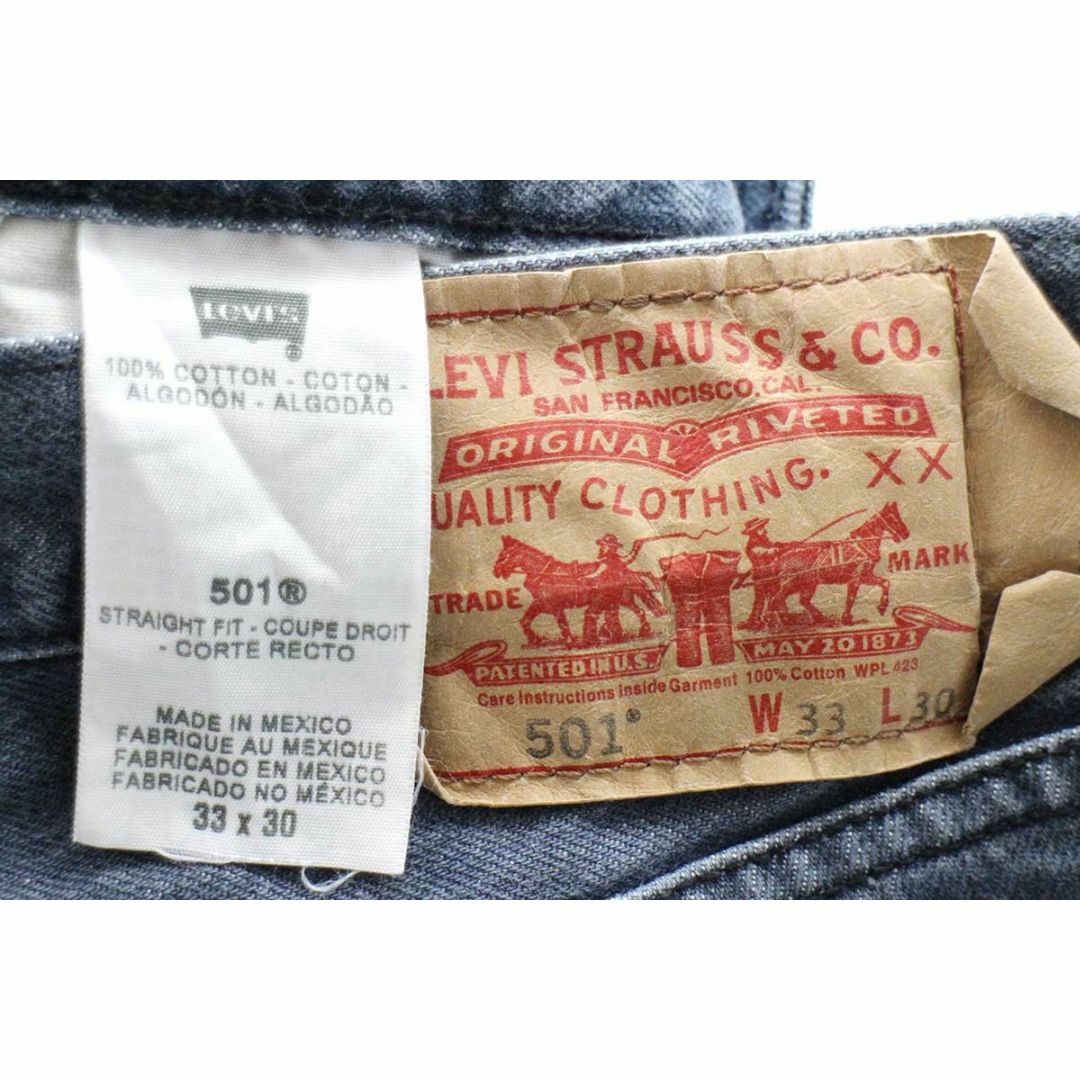 Levi's
100% COTTON - COTON -
ALGODÓN - ALGODÃO
501®
STRAIGHT FIT - COUPE DROIT
- CORTE RECTO
MADE IN MEXICO
FABRIQUE AU MEXIQUE
FABRICADO EN MEXICO
FABRICADO NO MÉXICO
33 x 30
LEVI STRAUSS & CO.
SAN FRANCISCO, CAL.
ORIGINAL RIVETED
QUALITY CLOTHING. XX
TRADE MARK
PATENTED IN U.S. MAY 20 1873
Care Instructions Inside Garment 100% Cotton WPL 423
501® W 33 L 30